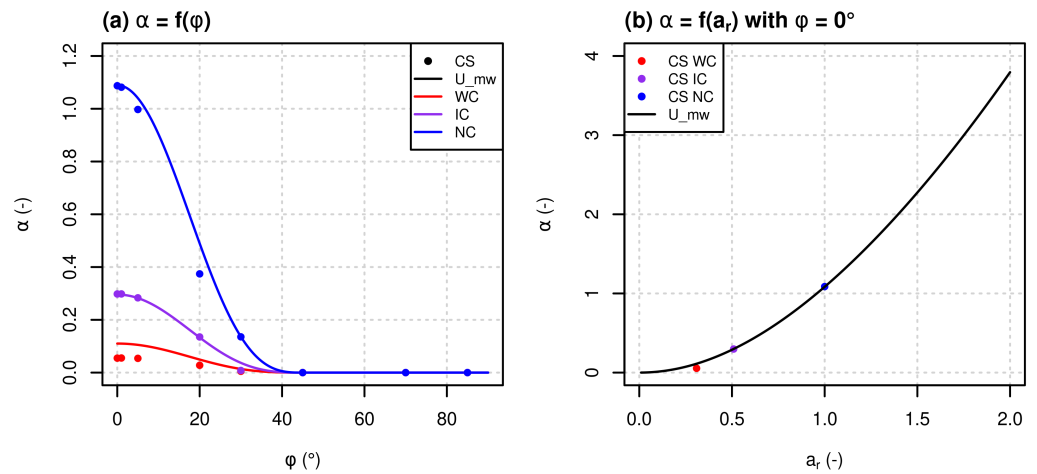 (a) α = f(φ)
1.2
1.0
0.8
0.6
0.4
0.2
0.0
α (-)
CS
U_mw
WC
IC
NC
0 20 40 60 80
φ (°)
(b) α = f(aᵣ) with φ = 0°
4
3
2
1
0
α (-)
CS WC
CS IC
CS NC
U_mw
0.0 0.5 1.0 1.5 2.0
aᵣ (-)